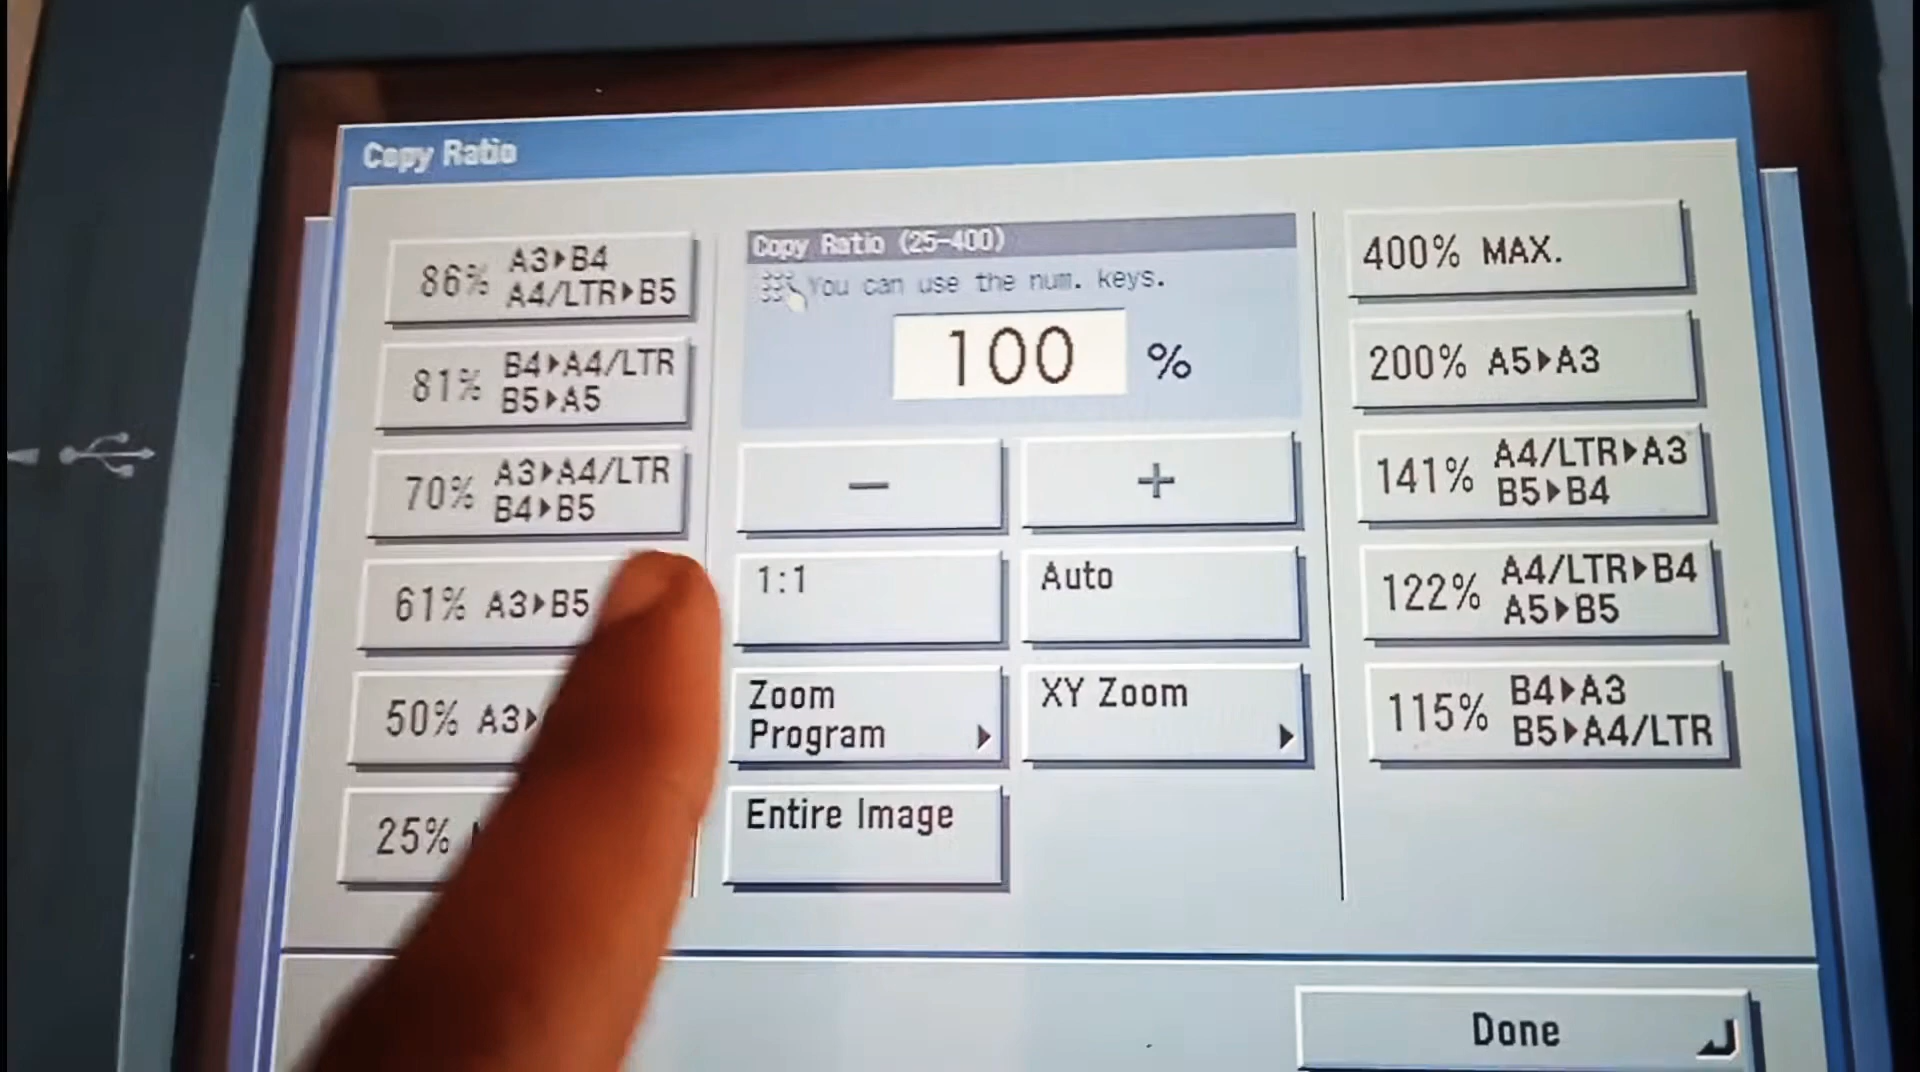 Copy Ratio
86% A3▶B4
A4/LTR▶B5
81% B4▶A4/LTR
B5▶A5
70% A3▶A4/LTR
B4▶B5
61% A3▶B5
50% A3▶
25%
Copy Ratio (25-400)
You can use the num. keys.
100 %
− +
1:1 Auto
Zoom
Program
XY Zoom
Entire Image
400% MAX.
200% A5▶A3
141% A4/LTR▶A3
B5▶B4
122% A4/LTR▶B4
A5▶B5
115% B4▶A3
B5▶A4/LTR
Done